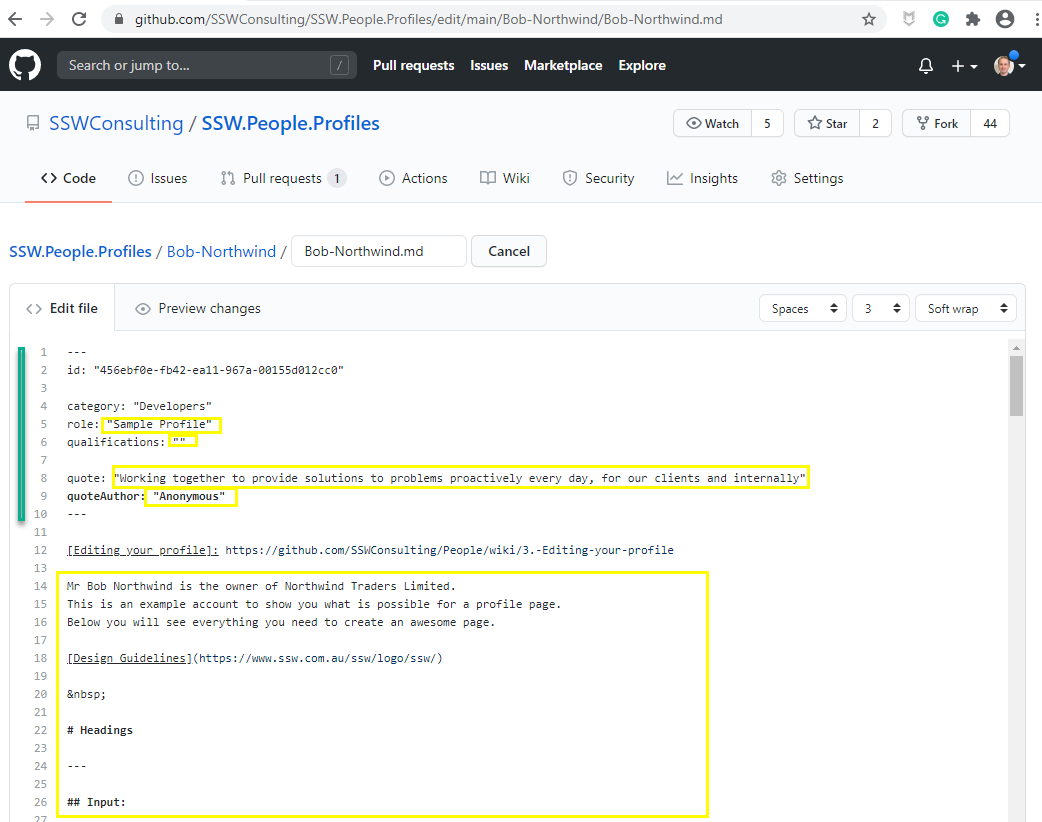 github.com/SSWConsulting/SSW.People.Profiles/edit/main/Bob-Northwind/Bob-Northwind.md
Search or jump to... / Pull requests Issues Marketplace Explore
SSWConsulting / SSW.People.Profiles Watch 5 Star 2 Fork 44
Code Issues Pull requests 1 Actions Wiki Security Insights Settings
SSW.People.Profiles / Bob-Northwind / Bob-Northwind.md Cancel
<> Edit file Preview changes Spaces 3 Soft wrap
1 ---
2 id: "456ebf0e-fb42-ea11-967a-00155d012cc0"
3
4 category: "Developers"
5 role: "Sample Profile"
6 qualifications: ""
7
8 quote: "Working together to provide solutions to problems proactively every day, for our clients and internally"
9 quoteAuthor: "Anonymous"
10 ---
11
12 [Editing your profile]: https://github.com/SSWConsulting/People/wiki/3.-Editing-your-profile
13
14 Mr Bob Northwind is the owner of Northwind Traders Limited.
15 This is an example account to show you what is possible for a profile page.
16 Below you will see everything you need to create an awesome page.
17
18 [Design Guidelines](https://www.ssw.com.au/ssw/logo/ssw/)
19
20 &nbsp;
21
22 # Headings
23
24 ---
25
26 ## Input:
27